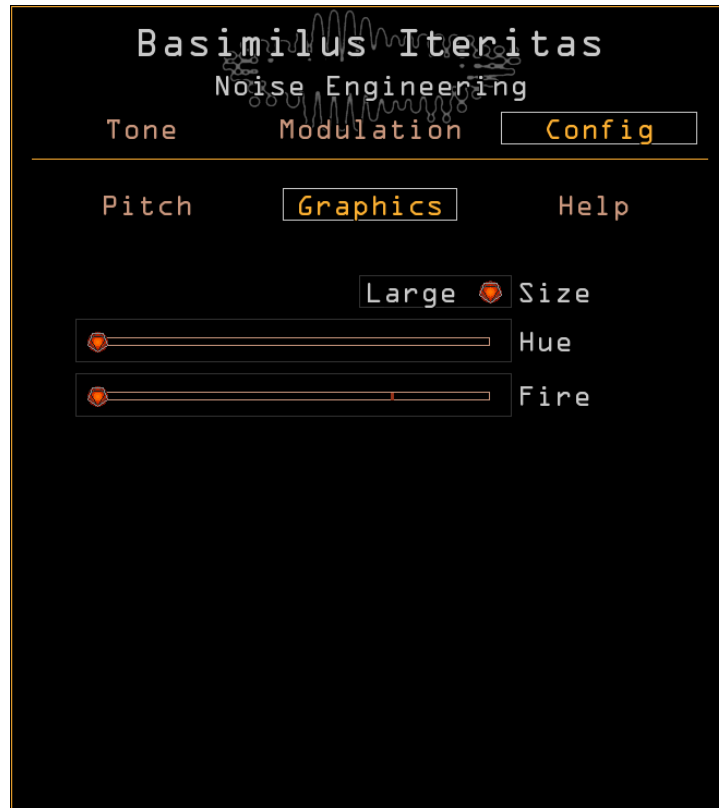 Basimilus Iteritas
Noise Engineering
Tone Modulation Config
Pitch Graphics Help
Large Size
Hue
Fire